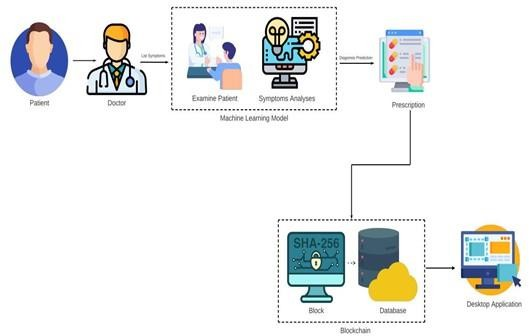 List Symptoms
Diagnosis Prediction
Patient
Doctor
Examine Patient
Symptoms Analyses
Machine Learning Model
Prescription
SHA-256
Block
Database
Blockchain
Desktop Application